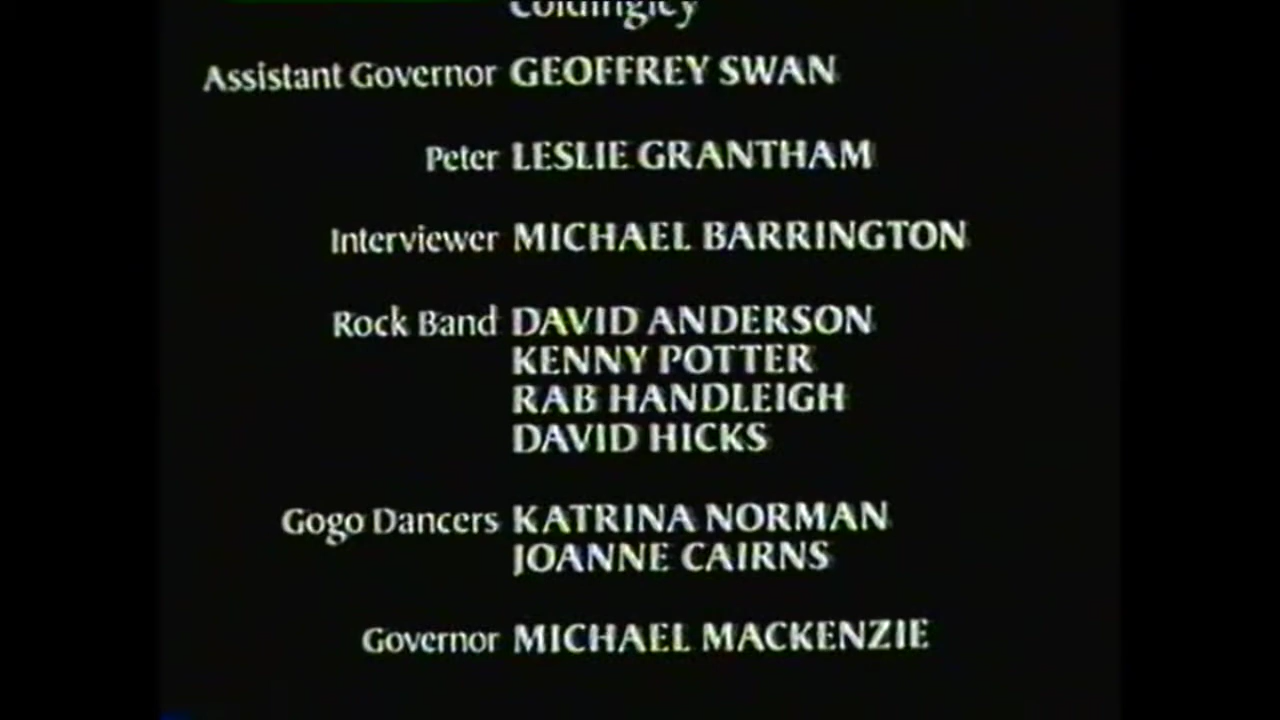 Coldingley
Assistant Governor GEOFFREY SWAN
Peter LESLIE GRANTHAM
Interviewer MICHAEL BARRINGTON
Rock Band DAVID ANDERSON
KENNY POTTER
RAB HANDLEIGH
DAVID HICKS
Gogo Dancers KATRINA NORMAN
JOANNE CAIRNS
Governor MICHAEL MACKENZIE